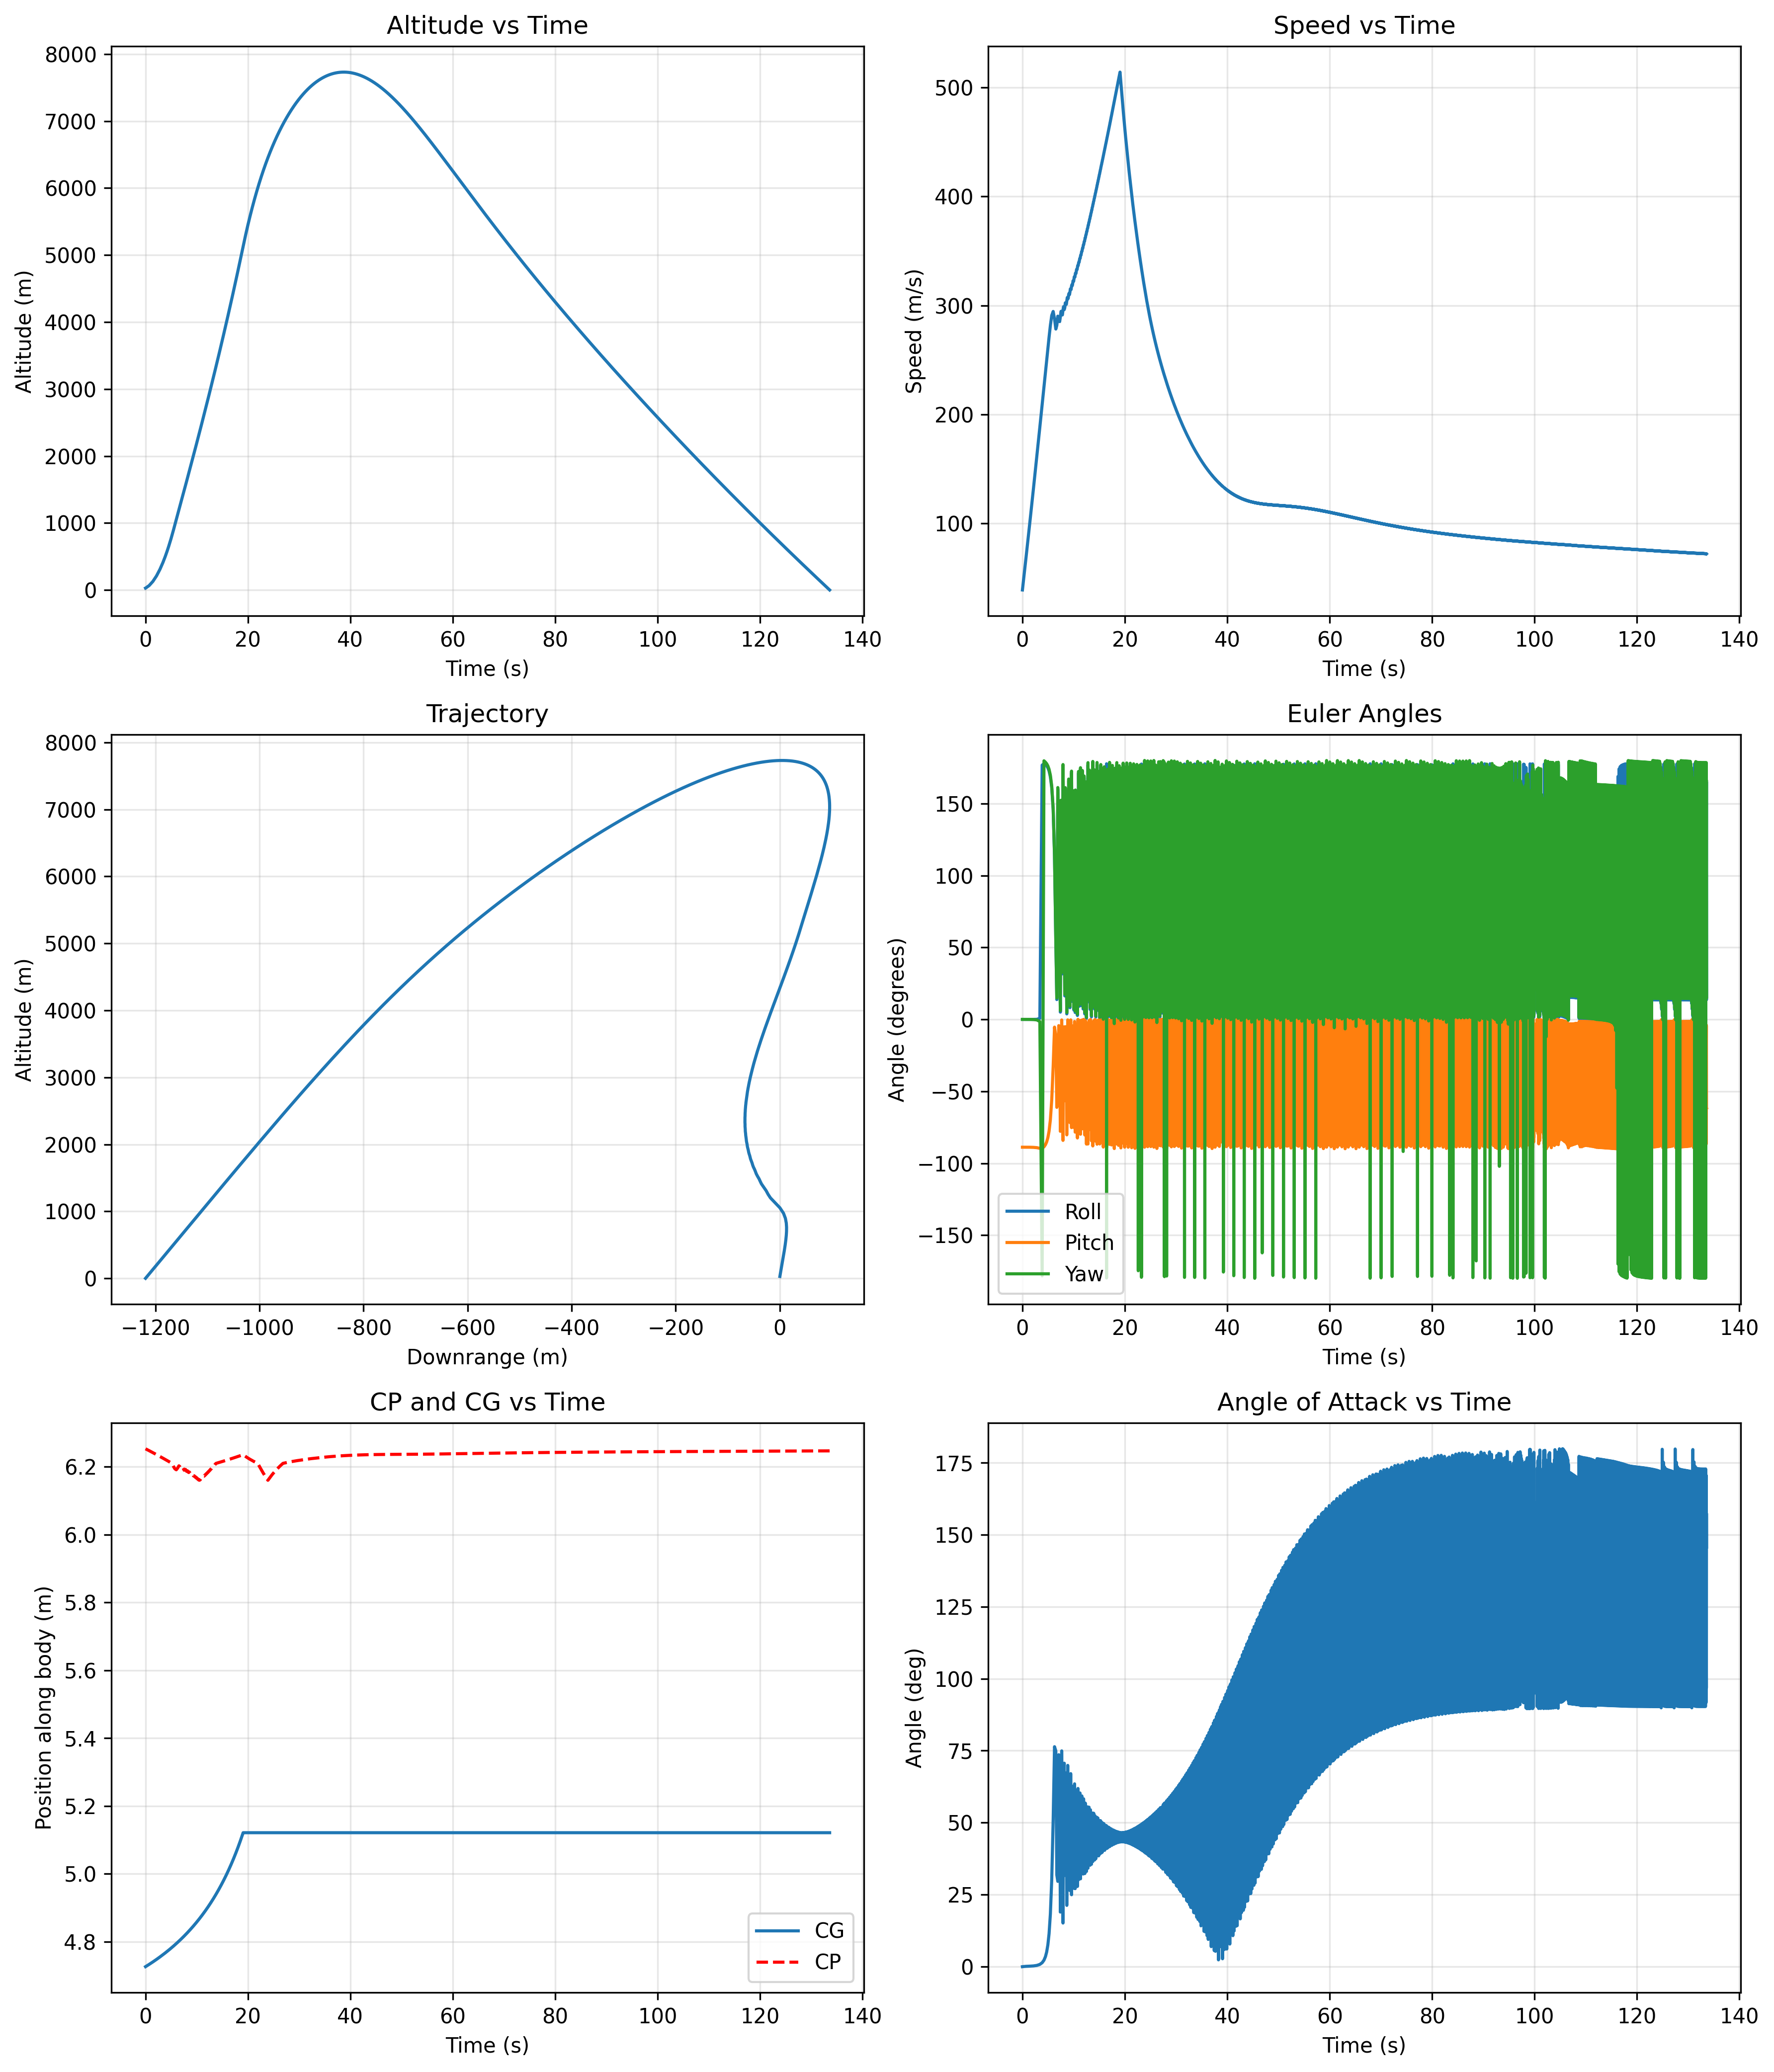 Altitude vs Time
8000
7000
6000
5000
4000
3000
2000
1000
0
Altitude (m)
0 20 40 60 80 100 120 140
Time (s)
Speed vs Time
500
400
300
200
100
Speed (m/s)
0 20 40 60 80 100 120 140
Time (s)
Trajectory
8000
7000
6000
5000
4000
3000
2000
1000
0
Altitude (m)
−1200 −1000 −800 −600 −400 −200 0
Downrange (m)
Euler Angles
150
100
50
0
−50
−100
−150
Angle (degrees)
Roll
Pitch
Yaw
0 20 40 60 80 100 120 140
Time (s)
CP and CG vs Time
6.2
6.0
5.8
5.6
5.4
5.2
5.0
4.8
Position along body (m)
CG
CP
0 20 40 60 80 100 120 140
Time (s)
Angle of Attack vs Time
175
150
125
100
75
50
25
0
Angle (deg)
0 20 40 60 80 100 120 140
Time (s)